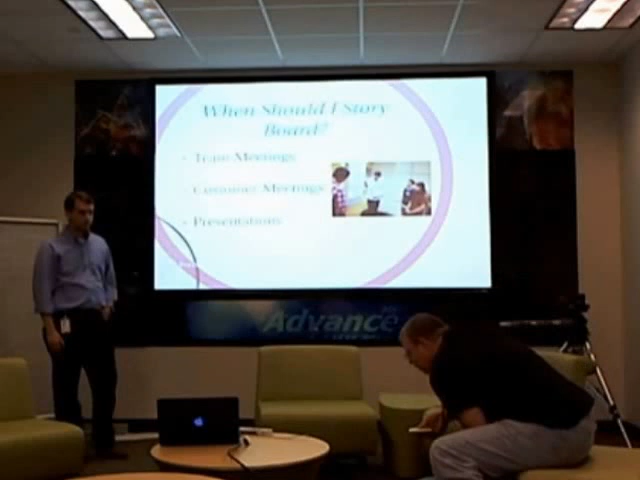 When Should I Story
Board?
Team Meetings
Customer Meetings
Presentations
Advance